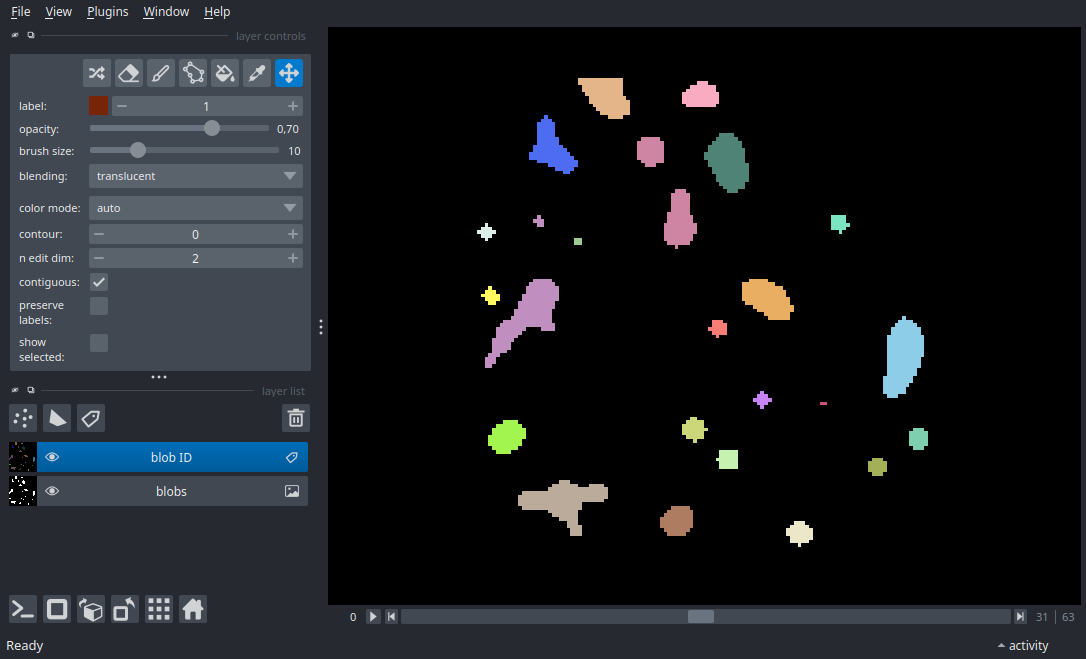 File View Plugins Window Help
layer controls
label: 1
opacity: 0,70
brush size: 10
blending: translucent
color mode: auto
contour: 0
n edit dim: 2
contiguous:
preserve
labels:
show
selected:
layer list
blob ID
blobs
0 31 63
Ready activity